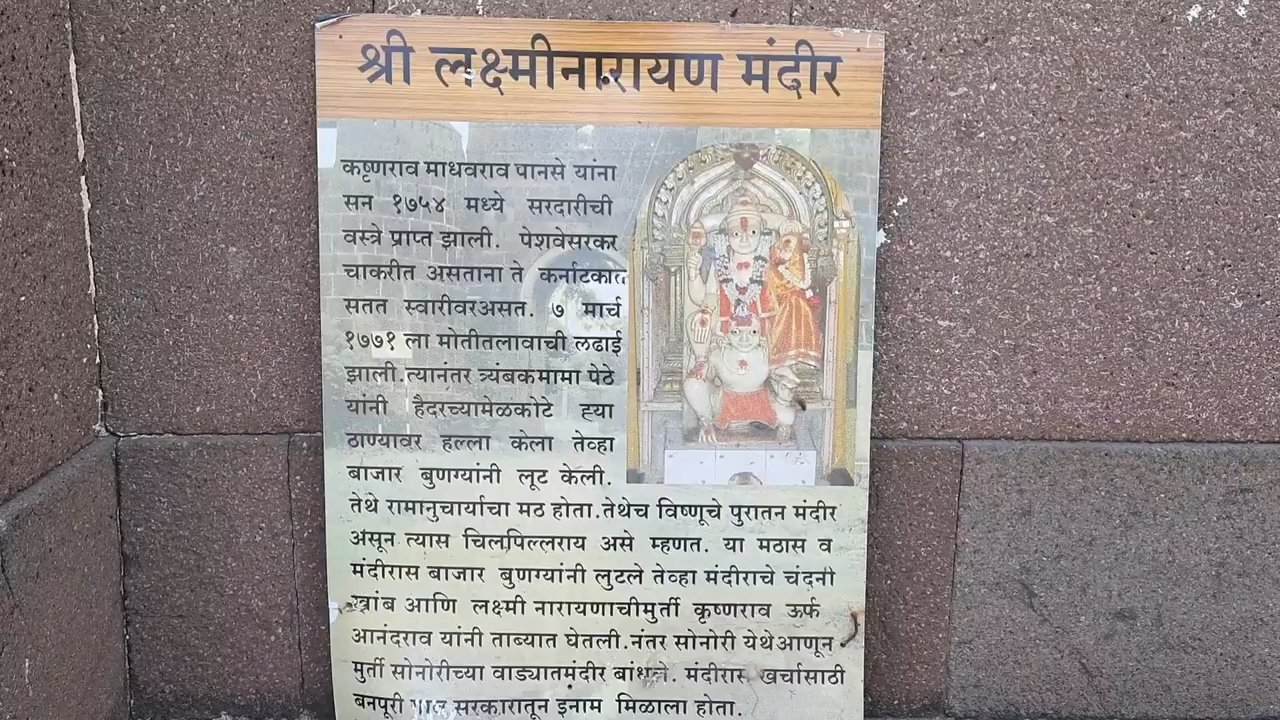 श्री लक्ष्मीनारायण मंदीर
कृष्णराव माधवराव पानसे यांना
सन १७५४ मध्ये सरदारीची
वस्त्रे प्राप्त झाली. पेशवेसरकर
चाकरीत असताना ते कर्नाटकात
सतत स्वारीवरअसत. ७ मार्च
१७७१ ला मोतीतलावाची लढाई
झाली.त्यानंतर त्र्यंबकमामा पेठे
यांनी हैदरच्यामेळकोटे ह्या
ठाण्यावर हल्ला केला तेव्हा
बाजार बुणग्यांनी लूट केली.
तेथे रामानुचार्याचा मठ होता.तेथेच विष्णूचे पुरातन मंदीर
असून त्यास चिलपिल्लराय असे म्हणत. या मठास व
मंदीरास बाजार बुणग्यांनी लुटले तेव्हा मंदीराचे चंदनी
खांब आणि लक्ष्मी नारायणाचीमुर्ती कृष्णराव ऊर्फ
आनंदराव यांनी ताब्यात घेतली.नंतर सोनोरी येथेआणून
मुर्ती सोनोरीच्या वाड्यातमंदीर बांधले. मंदीरास खर्चासाठी
बनपूरी सरकारातून इनाम मिळाला होता.